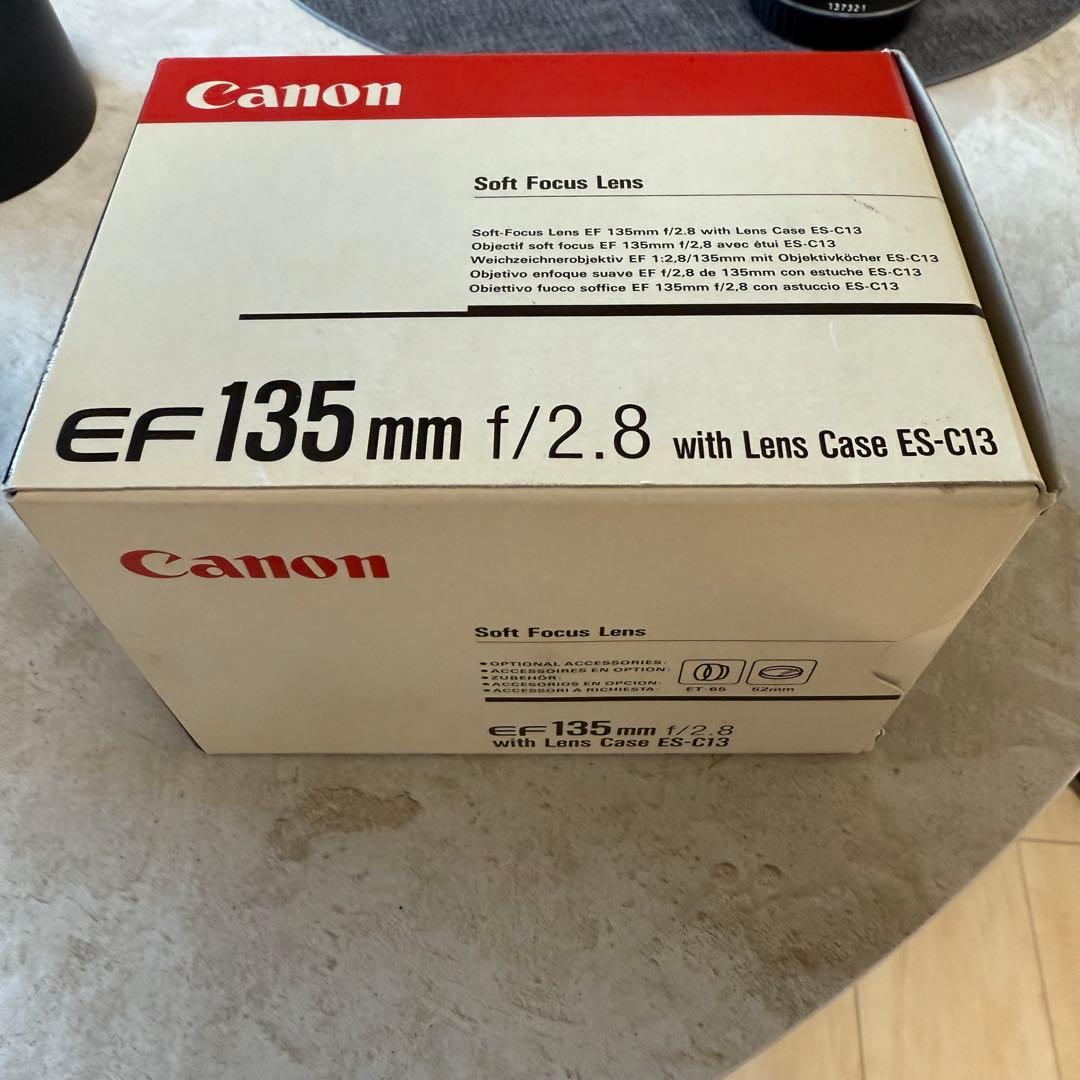 137321
Canon
Soft Focus Lens
Soft-Focus Lens EF 135mm f/2.8 with Lens Case ES-C13
Objectif soft focus EF 135mm f/2,8 avec étui ES-C13
Weichzeichnerobjektiv EF 1:2,8/135mm mit Objektivköcher ES-C13
Objetivo enfoque suave EF f/2,8 de 135mm con estuche ES-C13
Obiettivo fuoco soffice EF 135mm f/2,8 con astuccio ES-C13
EF 135mm f/2.8 with Lens Case ES-C13
Canon
Soft Focus Lens
•OPTIONAL ACCESSORIES:
•ACCESSOIRES EN OPTION:
•ZUBEHÖR:
•ACCESORIOS EN OPCION:
•ACCESSORI A RICHIESTA:
ET-65 52mm
EF 135mm f/2.8
with Lens Case ES-C13